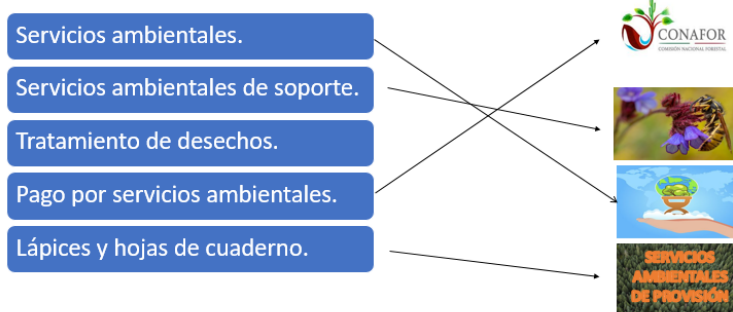 Servicios ambientales.
Servicios ambientales de soporte.
Tratamiento de desechos.
Pago por servicios ambientales.
Lápices y hojas de cuaderno.
CONAFOR
COMISIÓN NACIONAL FORESTAL
SERVICIOS
AMBIENTALES
DE PROVISIÓN